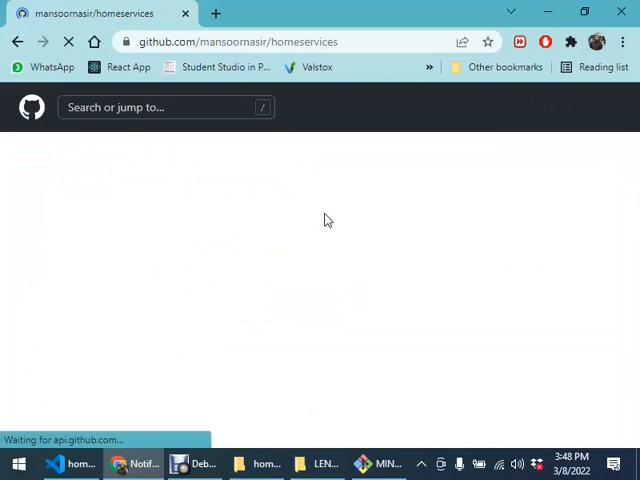 mansoornasir/homeservices
github.com/mansoornasir/homeservices
3 WhatsApp React App Student Studio in P... Valstox » Other bookmarks Reading list
Search or jump to... /
Waiting for api.github.com...
hom... Notif... Deb... hom... LEN... MIN... 3:48 PM
3/8/2022